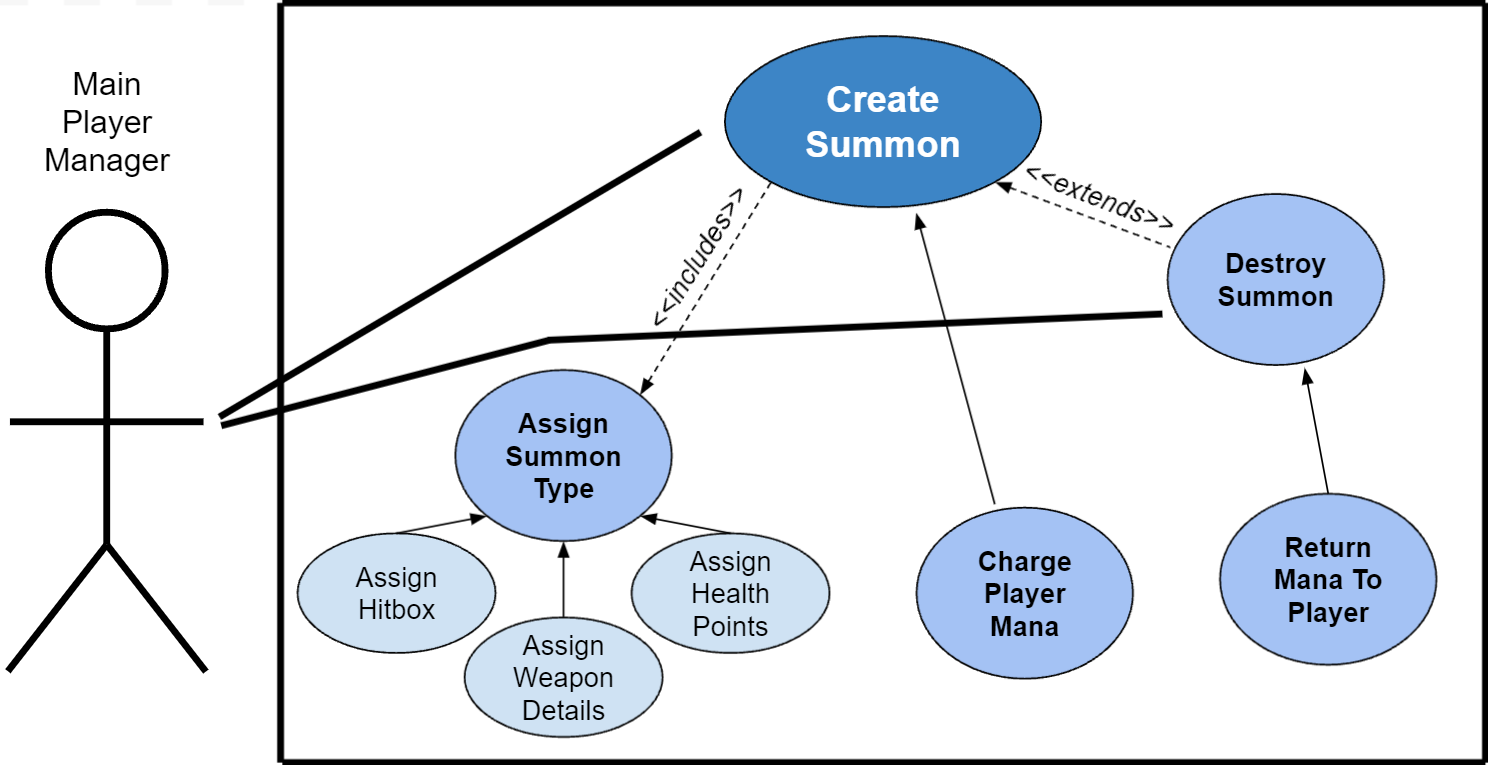 Main
Player
Manager
Create
Summon
<<includes>>
<<extends>>
Destroy
Summon
Assign
Summon
Type
Assign
Hitbox
Assign
Weapon
Details
Assign
Health
Points
Charge
Player
Mana
Return
Mana To
Player